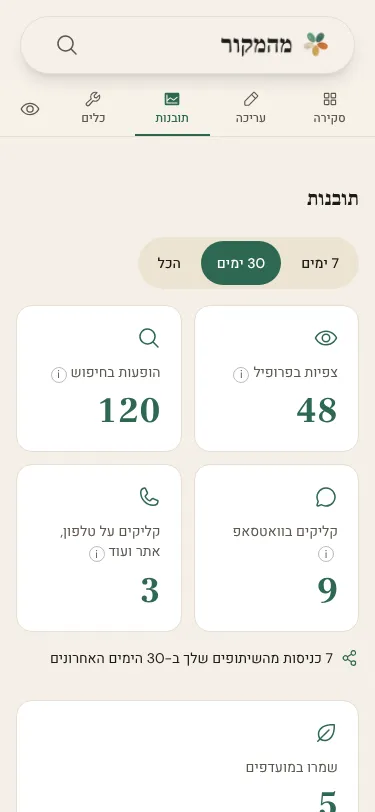 מהמקור
סקירה
עריכה
תובנות
כלים
תובנות
7 ימים
30 ימים
הכל
צפיות בפרופיל
48
הופעות בחיפוש
120
קליקים בוואטסאפ
9
קליקים על טלפון,
אתר ועוד
3
7 כניסות מהשיתופים שלך ב-30 הימים האחרונים
שמרו במועדפים
5